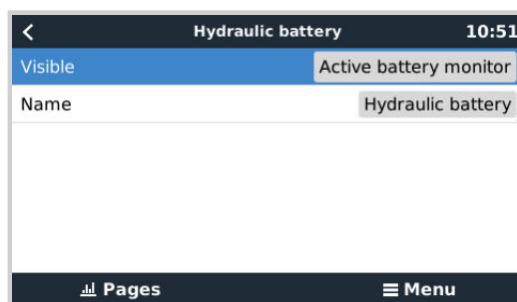 Hydraulic battery 10:51
Visible Active battery monitor
Name Hydraulic battery
Pages Menu